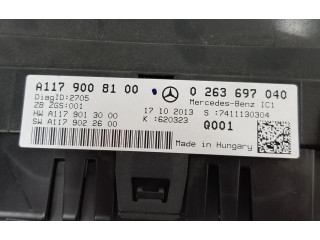 A117 900 81 00 0 263 697 040
DiagID:2705 Mercedes-Benz IC1
ZB ZGS:001 17 10 2013 S :7411130304
HW A117 901 30 00 K :620323 Q001
SW A117 902 26 00
Made in Hungary